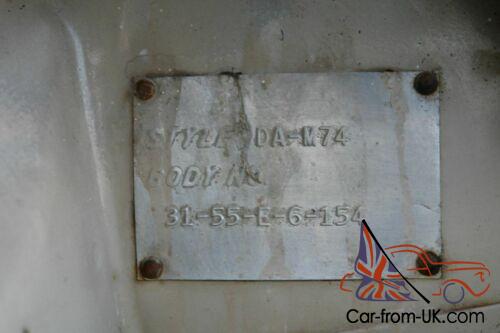 STYLE DA-M74
BODY No.
31-55-E-6-154
Car-from-UK.com